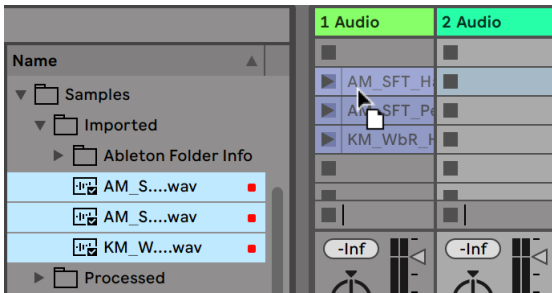 1 Audio
2 Audio
Name
Samples
AM_SFT_H
Imported
AM_SFT_Pe
Ableton Folder Info
KM_WbR_H
AM_S....wav
AM_S....wav
KM_W....wav
-Inf
-Inf
Processed